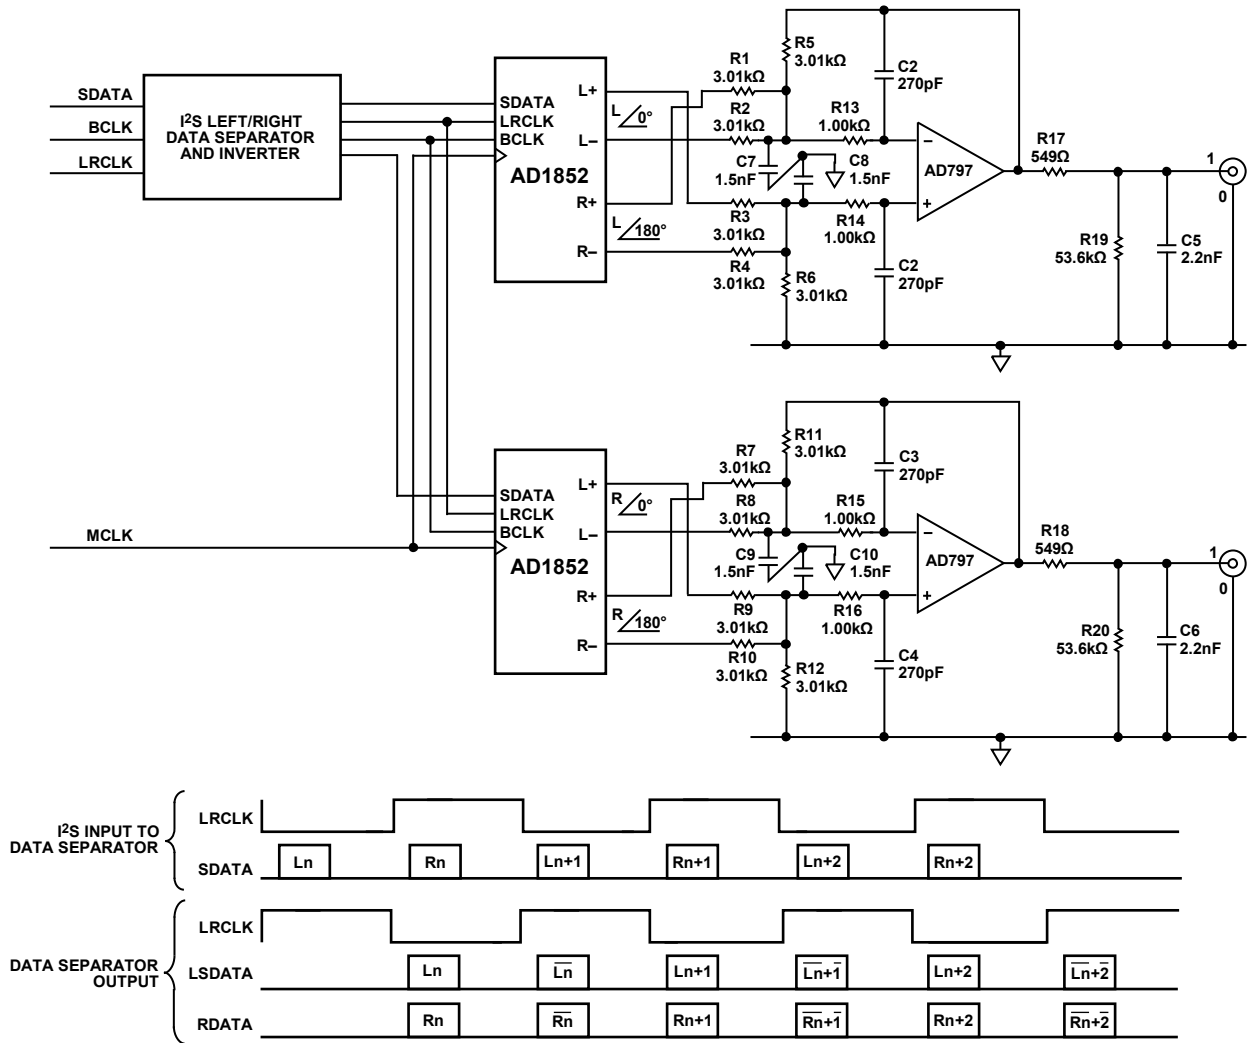 SDATA
BCLK
LRCLK
I²S LEFT/RIGHT
DATA SEPARATOR
AND INVERTER
MCLK
SDATA
LRCLK
BCLK
AD1852
L+
L–
R+
R–
L 0°
L 180°
R1
3.01kΩ
R2
3.01kΩ
R3
3.01kΩ
R4
3.01kΩ
R5
3.01kΩ
R6
3.01kΩ
C7
1.5nF
C8
1.5nF
R13
1.00kΩ
R14
1.00kΩ
C2
270pF
C2
270pF
–
AD797
+
R17
549Ω
R19
53.6kΩ
C5
2.2nF
1
0
SDATA
LRCLK
BCLK
AD1852
L+
L–
R+
R–
R 0°
R 180°
R7
3.01kΩ
R8
3.01kΩ
R9
3.01kΩ
R10
3.01kΩ
R11
3.01kΩ
R12
3.01kΩ
C9
1.5nF
C10
1.5nF
R15
1.00kΩ
R16
1.00kΩ
C3
270pF
C4
270pF
–
AD797
+
R18
549Ω
R20
53.6kΩ
C6
2.2nF
1
0
I²S INPUT TO
DATA SEPARATOR
LRCLK
SDATA
Ln Rn Ln+1 Rn+1 Ln+2 Rn+2
DATA SEPARATOR
OUTPUT
LRCLK
LSDATA
Ln L̅n̅ Ln+1 L̅n̅+1̅ Ln+2 L̅n̅+2̅
RDATA
Rn R̅n̅ Rn+1 R̅n̅+1̅ Rn+2 R̅n̅+2̅